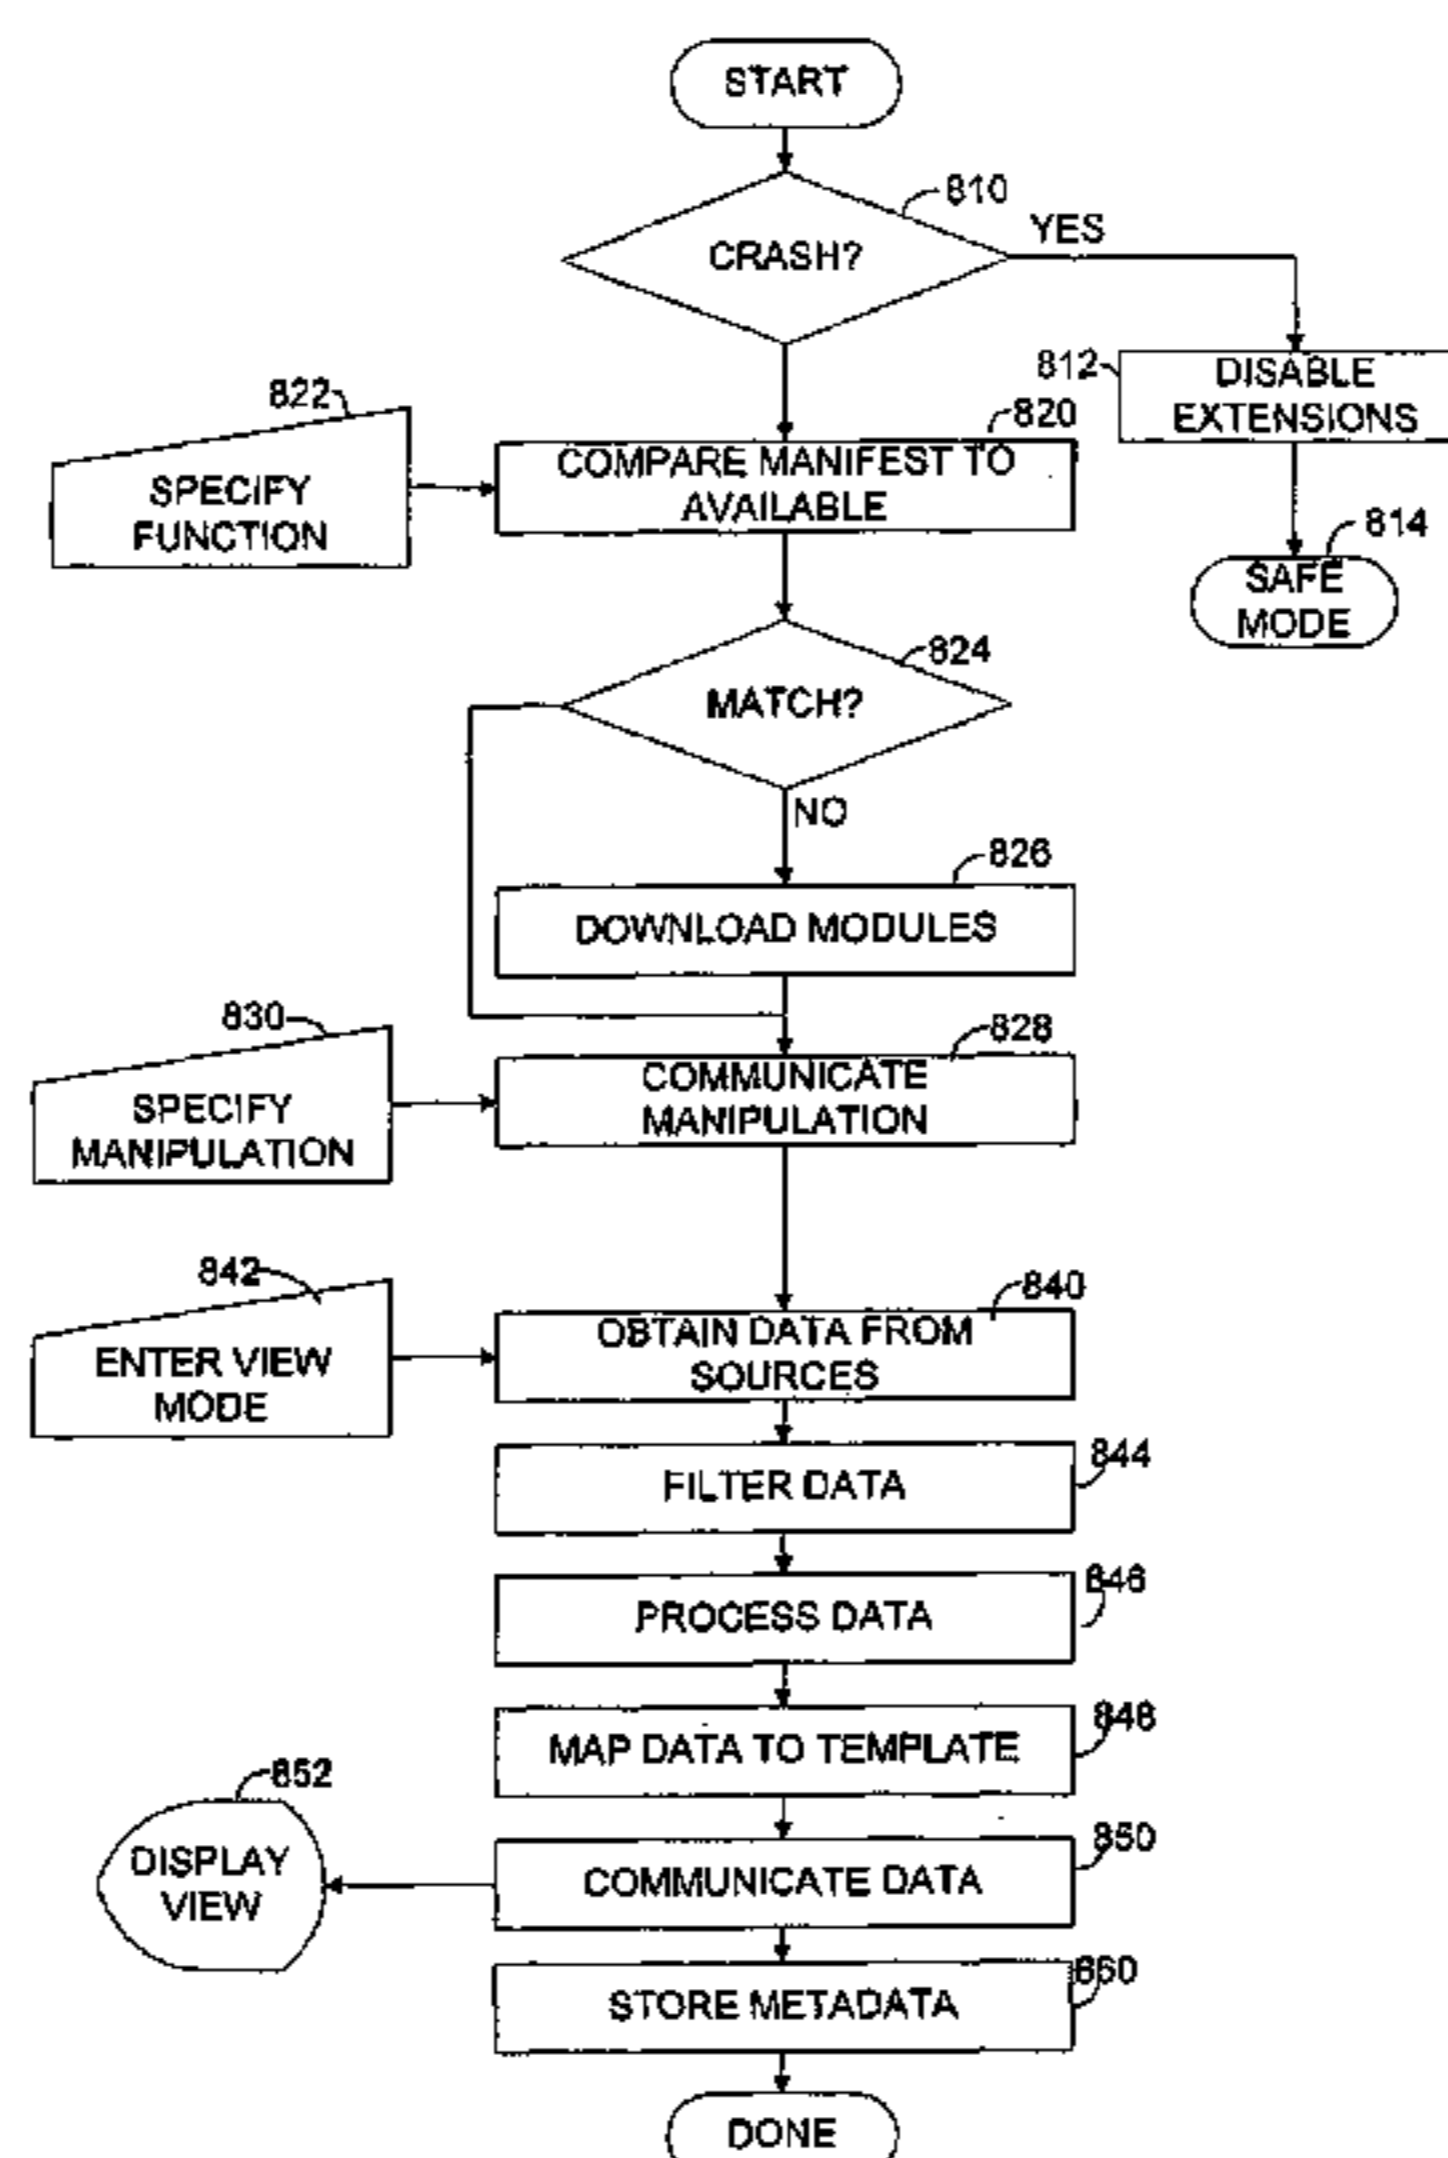 START
810
CRASH?
YES
812
DISABLE
EXTENSIONS
822
820
SPECIFY
FUNCTION
COMPARE MANIFEST TO
AVAILABLE
814
SAFE
MODE
824
MATCH?
NO
826
DOWNLOAD MODULES
830
828
SPECIFY
MANIPULATION
COMMUNICATE
MANIPULATION
842
840
ENTER VIEW
MODE
OBTAIN DATA FROM
SOURCES
844
FILTER DATA
846
PROCESS DATA
848
MAP DATA TO TEMPLATE
852
850
DISPLAY
VIEW
COMMUNICATE DATA
860
STORE METADATA
DONE